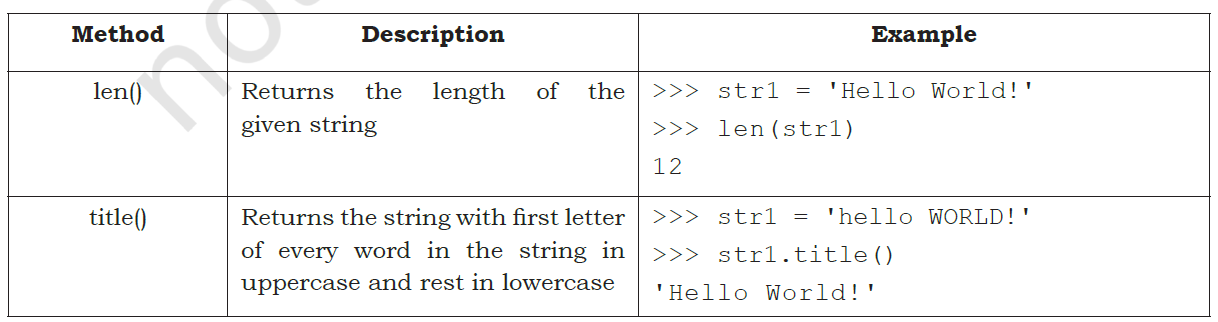 Method Description Example
len()
Returns the length of the
given string
>>> str1 = 'Hello World!'
>>> len(str1)
12
title()
Returns the string with first letter
of every word in the string in
uppercase and rest in lowercase
>>> str1 = 'hello WORLD!'
>>> str1.title()
'Hello World!'